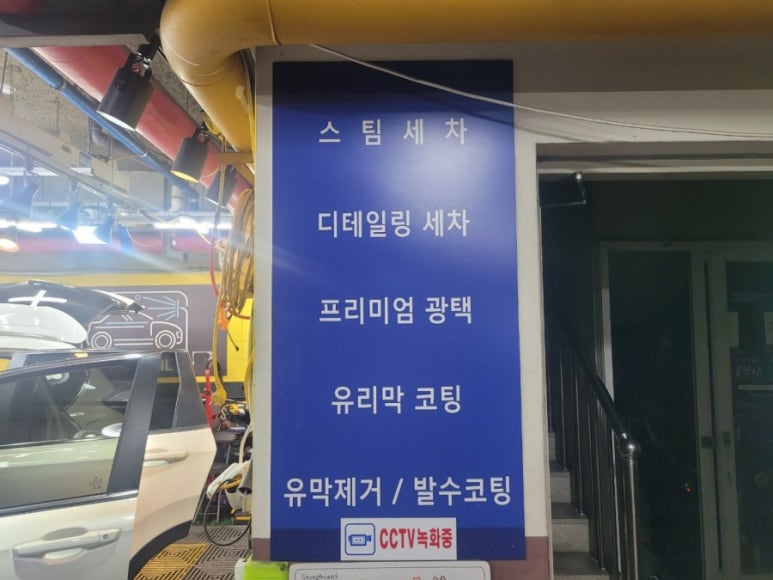 스 팀 세 차
디테일링 세차
프리미엄 광택
유리막 코팅
유막제거 / 발수코팅
CCTV녹화중
Storyboard